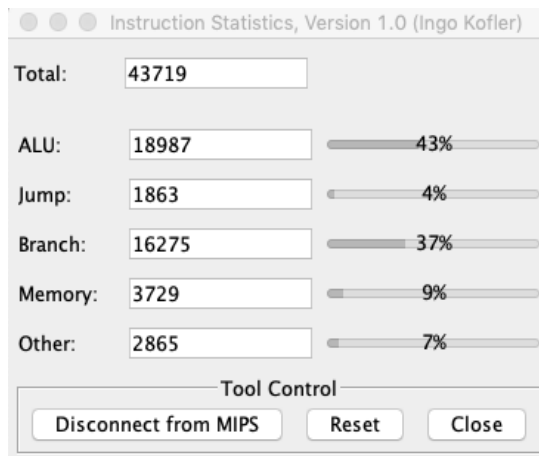 Instruction Statistics, Version 1.0 (Ingo Kofler)
Total: 43719
ALU: 18987 43%
Jump: 1863 4%
Branch: 16275 37%
Memory: 3729 9%
Other: 2865 7%
Tool Control
Disconnect from MIPS Reset Close